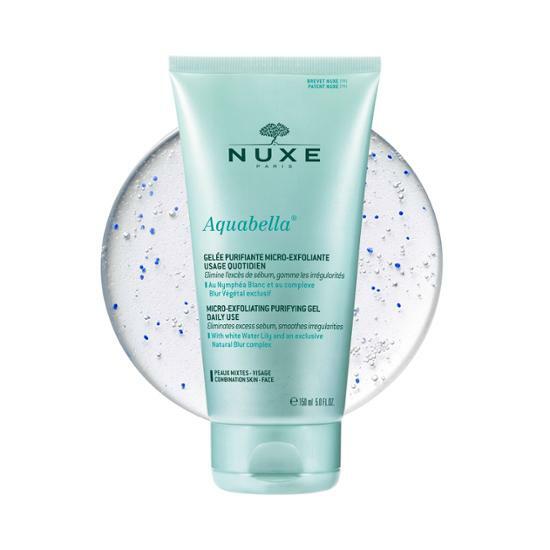 BREVET NUXE (19)
PATENT NUXE (19)
NUXE
PARIS
Aquabella®
GELÉE PURIFIANTE MICRO-EXFOLIANTE
USAGE QUOTIDIEN
Elimine l'excès de sébum, gomme les irrégularités
Au Nymphéa Blanc et au complexe
Blur Végétal exclusif
MICRO-EXFOLIATING PURIFYING GEL
DAILY USE
Eliminates excess sebum, smoothes irregularities
With white Water Lily and an exclusive
Natural Blur complex
PEAUX MIXTES - VISAGE
COMBINATION SKIN - FACE
℮ 150 ml 5.0 FL.OZ.